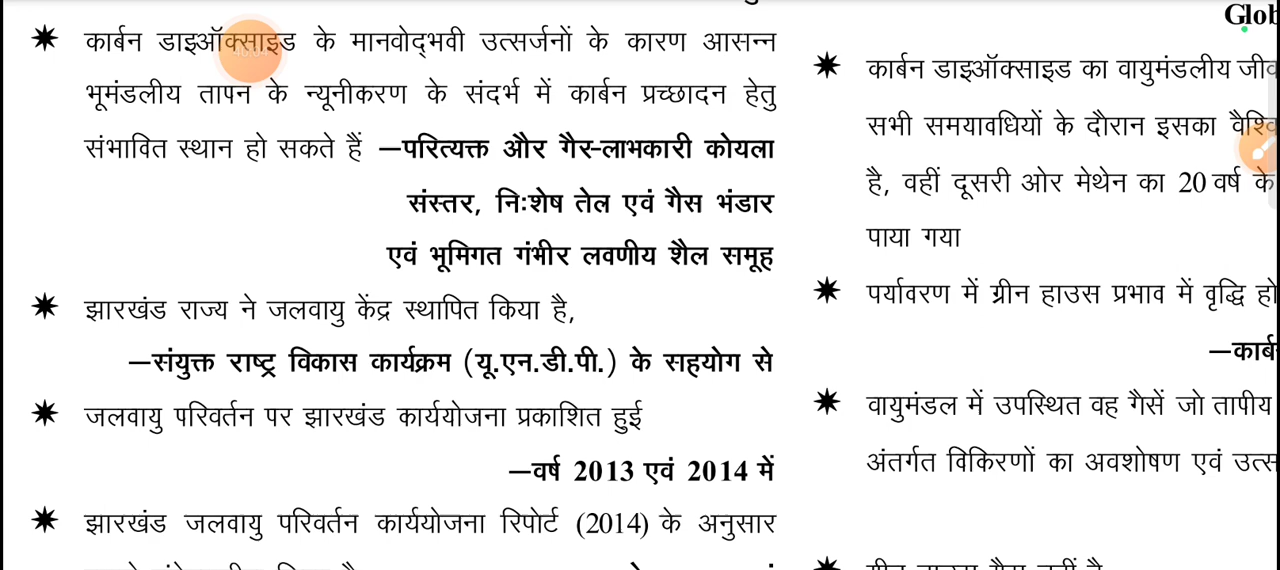 ★ कार्बन डाइऑक्साइड के मानवोद्भवी उत्सर्जनों के कारण आसन्न
भूमंडलीय तापन के न्यूनीकरण के संदर्भ में कार्बन प्रच्छादन हेतु
संभावित स्थान हो सकते हैं —परित्यक्त और गैर-लाभकारी कोयला
संस्तर, निःशेष तेल एवं गैस भंडार
एवं भूमिगत गंभीर लवणीय शैल समूह
★ झारखंड राज्य ने जलवायु केंद्र स्थापित किया है,
—संयुक्त राष्ट्र विकास कार्यक्रम (यू.एन.डी.पी.) के सहयोग से
★ जलवायु परिवर्तन पर झारखंड कार्ययोजना प्रकाशित हुई
—वर्ष 2013 एवं 2014 में
★ झारखंड जलवायु परिवर्तन कार्ययोजना रिपोर्ट (2014) के अनुसार
Glob
★ कार्बन डाइऑक्साइड का वायुमंडलीय जीव
सभी समयावधियों के दौरान इसका वैश्वि
है, वहीं दूसरी ओर मेथेन का 20 वर्ष के
पाया गया
★ पर्यावरण में ग्रीन हाउस प्रभाव में वृद्धि हो
—कार्ब
★ वायुमंडल में उपस्थित वह गैसें जो तापीय
अंतर्गत विकिरणों का अवशोषण एवं उत्स